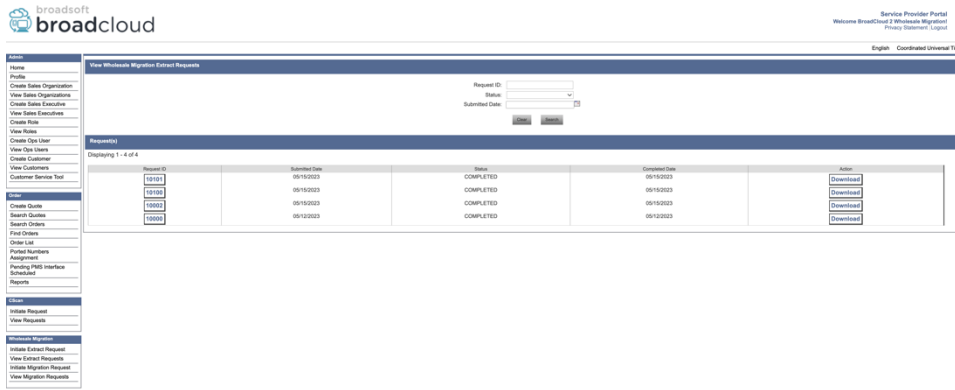 broadsoft
broadcloud
Service Provider Portal
Welcome BroadCloud 2 Wholesale Migration!
Privacy Statement | Logout
English Coordinated Universal Ti
Admin
Home
Profile
Create Sales Organization
View Sales Organizations
Create Sales Executive
View Sales Executives
Create Role
View Roles
Create Ops User
View Ops Users
Create Customer
View Customers
Customer Service Tool
Order
Create Quote
Search Quotes
Search Orders
Find Orders
Order List
Ported Numbers
Assignment
Pending PMS Interface
Scheduled
Reports
CScan
Initiate Request
View Requests
Wholesale Migration
Initiate Extract Request
View Extract Requests
Initiate Migration Request
View Migration Requests
View Wholesale Migration Extract Requests
Request ID:
Status:
Submitted Date:
Clear Search
Request(s)
Displaying 1 - 4 of 4
Request ID Submitted Date Status Completed Date Action
10101 05/15/2023 COMPLETED 05/15/2023 Download
10100 05/15/2023 COMPLETED 05/15/2023 Download
10002 05/15/2023 COMPLETED 05/15/2023 Download
10000 05/12/2023 COMPLETED 05/12/2023 Download